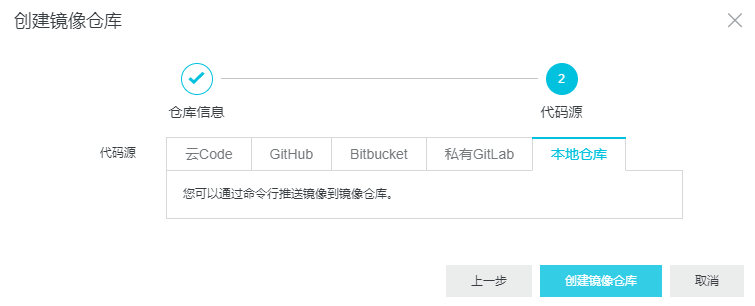 创建镜像仓库
2
仓库信息
代码源
代码源 云Code GitHub Bitbucket 私有GitLab 本地仓库
您可以通过命令行推送镜像到镜像仓库。
上一步 创建镜像仓库 取消